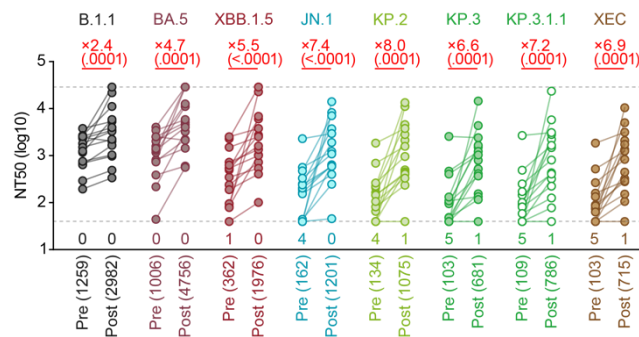 B.1.1 BA.5 XBB.1.5 JN.1 KP.2 KP.3 KP.3.1.1 XEC
×2.4 ×4.7 ×5.5 ×7.4 ×8.0 ×6.6 ×7.2 ×6.9
(.0001) (.0001) (<.0001) (<.0001) (.0001) (.0001) (.0001) (.0001)
5
4
3
2
1
NT50 (log10)
0 0 0 0 1 0 4 0 4 1 5 1 5 1 5 1
Pre (1259) Post (2982) Pre (1006) Post (4756) Pre (362) Post (1976) Pre (162) Post (1201) Pre (134) Post (1075) Pre (103) Post (681) Pre (109) Post (786) Pre (103) Post (715)